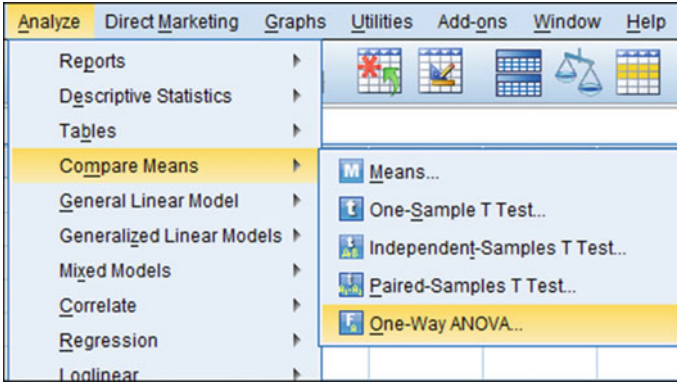 Analyze Direct Marketing Graphs Utilities Add-ons Window Help
Reports
Descriptive Statistics
Tables
Compare Means
General Linear Model
Generalized Linear Models
Mixed Models
Correlate
Regression
Loglinear
Means...
One-Sample T Test...
Independent-Samples T Test...
Paired-Samples T Test...
One-Way ANOVA...